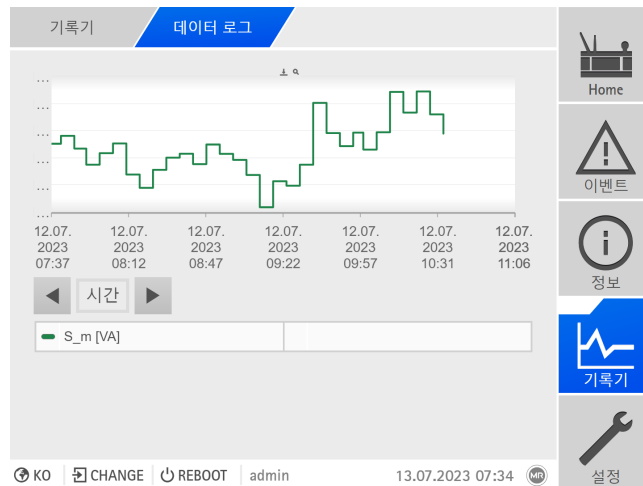 기록기
데이터 로그
...
...
...
...
...
...
12.07. 12.07. 12.07. 12.07. 12.07. 12.07. 12.07.
2023 2023 2023 2023 2023 2023 2023
07:37 08:12 08:47 09:22 09:57 10:31 11:06
시간
S_m [VA]
Home
이벤트
정보
기록기
설정
KO CHANGE REBOOT admin 13.07.2023 07:34 MR